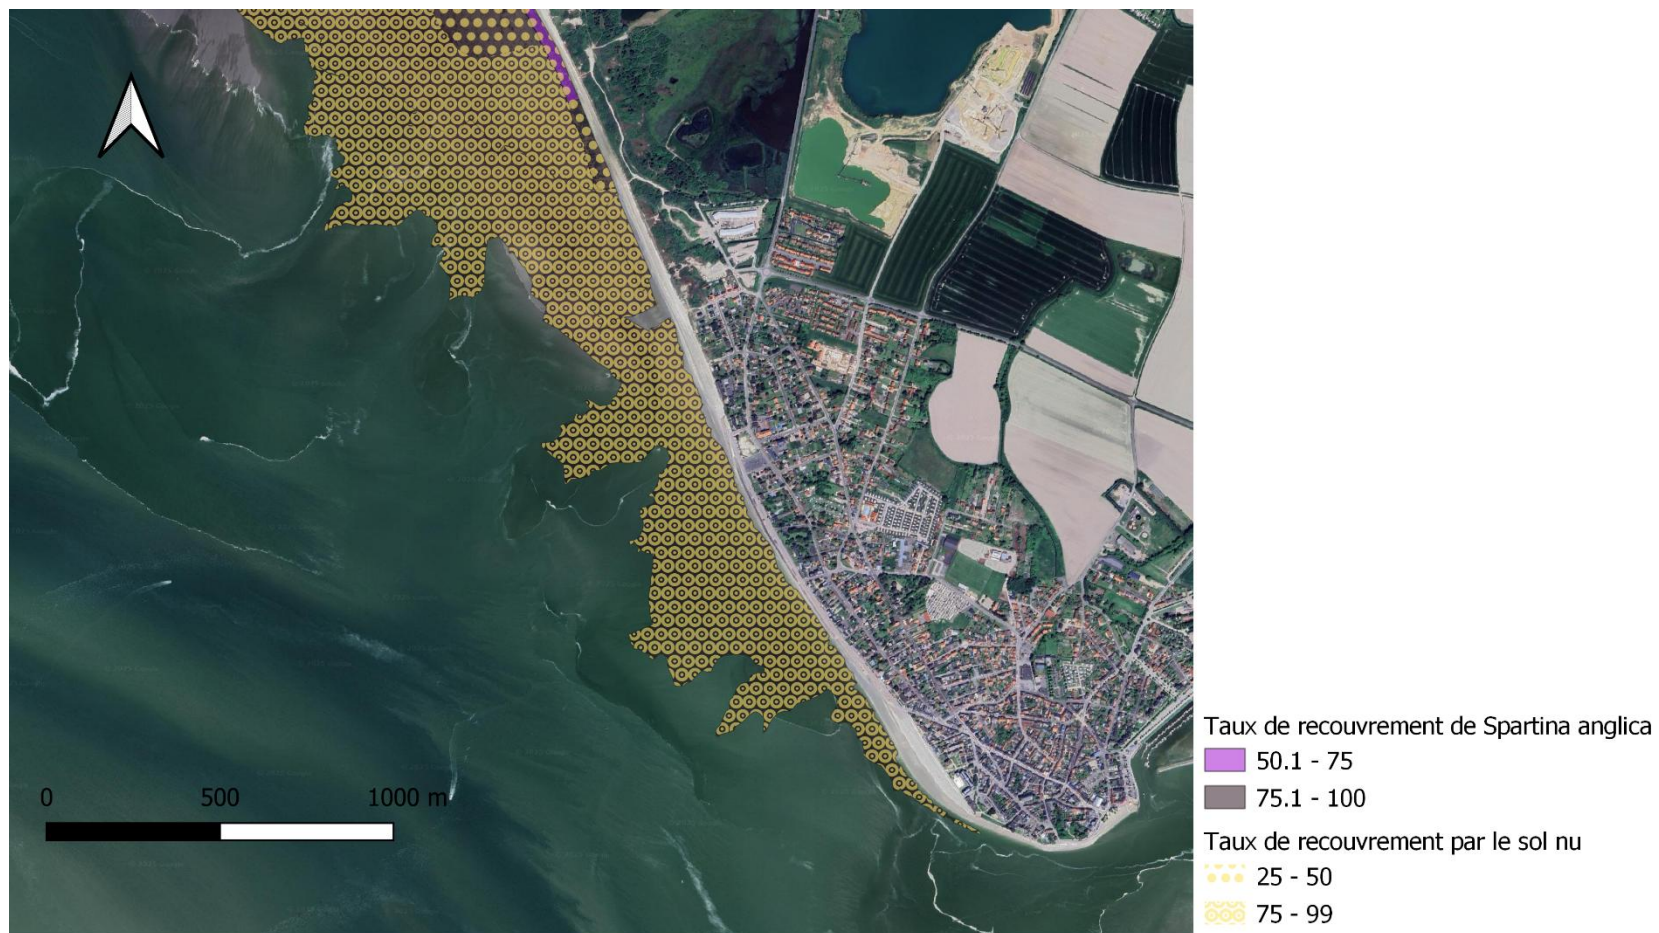 0 500 1000 m
Taux de recouvrement de Spartina anglica
50.1 - 75
75.1 - 100
Taux de recouvrement par le sol nu
25 - 50
75 - 99